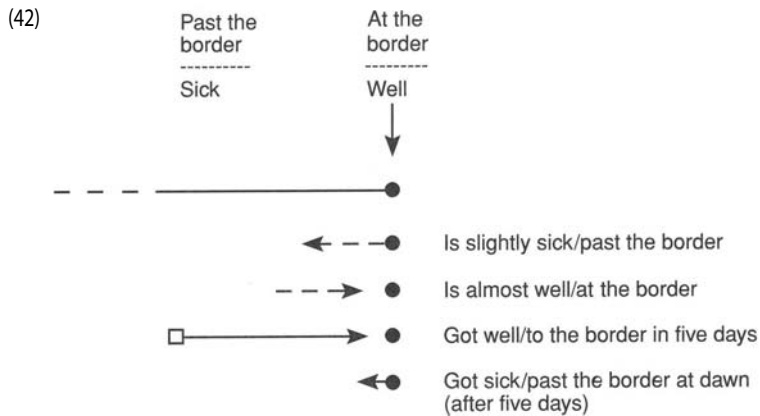 (42)
Past the
border
----------
Sick
At the
border
----------
Well
Is slightly sick/past the border
Is almost well/at the border
Got well/to the border in five days
Got sick/past the border at dawn
(after five days)